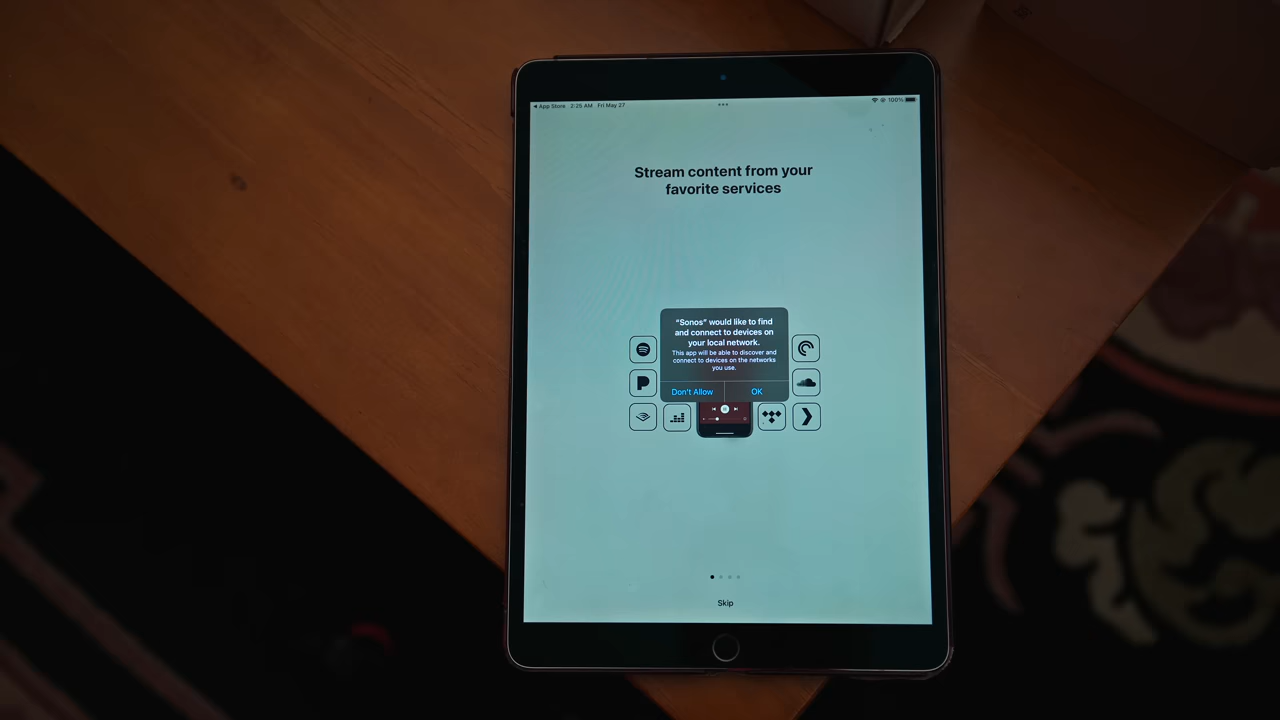 ◀ App Store 2:25 AM Fri May 27
100%
Stream content from your
favorite services
“Sonos” would like to find
and connect to devices on
your local network.
This app will be able to discover and
connect to devices on the networks
you use.
Don't Allow
OK
Skip